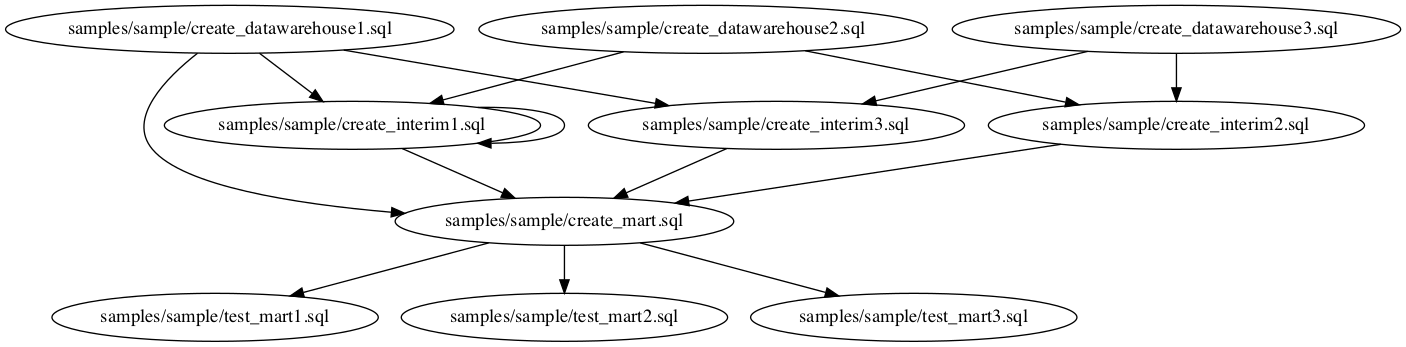 samples/sample/create_datawarehouse1.sql
samples/sample/create_datawarehouse2.sql
samples/sample/create_datawarehouse3.sql
samples/sample/create_interim1.sql
samples/sample/create_interim3.sql
samples/sample/create_interim2.sql
samples/sample/create_mart.sql
samples/sample/test_mart1.sql
samples/sample/test_mart2.sql
samples/sample/test_mart3.sql